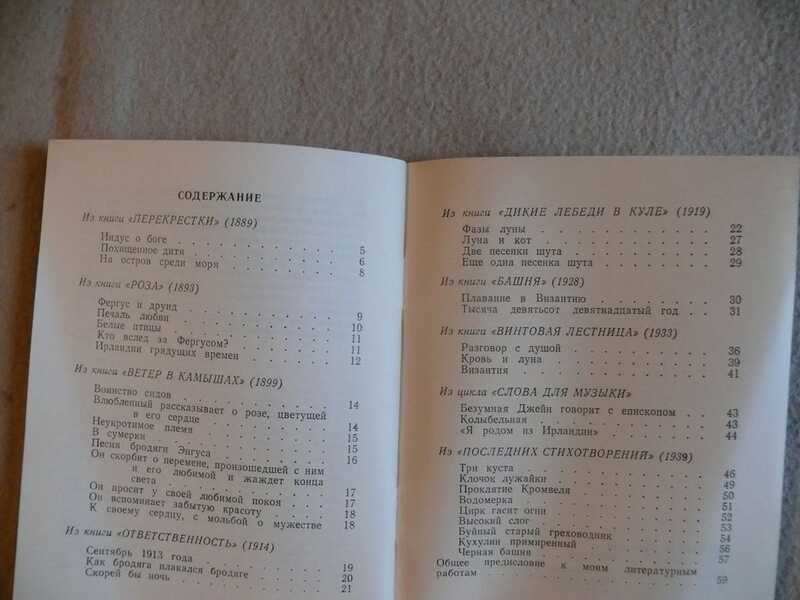 СОДЕРЖАНИЕ
Из книги «ПЕРЕКРЕСТКИ» (1889)
Индус о боге . . . . . . . . . . 5
Похищенное дитя . . . . . . . . . . 6
На остров среди моря . . . . . . . . . . 8
Из книги «РОЗА» (1893)
Фергус и друид . . . . . . . . . . 9
Печаль любви . . . . . . . . . . 10
Белые птицы . . . . . . . . . . 11
Кто вслед за Фергусом? . . . . . . . . . . 11
Ирландии грядущих времен . . . . . . . . . . 12
Из книги «ВЕТЕР В КАМЫШАХ» (1899)
Воинство сидов . . . . . . . . . . 14
Влюбленный рассказывает о розе, цветущей
в его сердце . . . . . . . . . . 14
Неукротимое племя . . . . . . . . . . 15
В сумерки . . . . . . . . . . 15
Песня бродяги Энгуса . . . . . . . . . . 16
Он скорбит о перемене, произошедшей с ним
и его любимой и жаждет конца
света . . . . . . . . . . 17
Он просит у своей любимой покоя . . . 17
Он вспоминает забытую красоту . . . . 18
К своему сердцу, с мольбой о мужестве 18
Из книги «ОТВЕТСТВЕННОСТЬ» (1914)
Сентябрь 1913 года . . . . . . . . . . 19
Как бродяга плакался бродяге . . . . . 20
Скорей бы ночь . . . . . . . . . . 21
Из книги «ДИКИЕ ЛЕБЕДИ В КУЛЕ» (1919)
Фазы луны . . . . . . . . . . 22
Луна и кот . . . . . . . . . . 27
Две песенки шута . . . . . . . . . . 28
Еще одна песенка шута . . . . . . . . 29
Из книги «БАШНЯ» (1928)
Плавание в Византию . . . . . . . . . . 30
Тысяча девятьсот девятнадцатый год . . 31
Из книги «ВИНТОВАЯ ЛЕСТНИЦА» (1933)
Разговор с душой . . . . . . . . . . 36
Кровь и луна . . . . . . . . . . 39
Византия . . . . . . . . . . 41
Из цикла «СЛОВА ДЛЯ МУЗЫКИ»
Безумная Джейн говорит с епископом . . 43
Колыбельная . . . . . . . . . . 43
«Я родом из Ирландии» . . . . . . . . 44
Из «ПОСЛЕДНИХ СТИХОТВОРЕНИЙ» (1939)
Три куста . . . . . . . . . . 46
Клочок лужайки . . . . . . . . . . 49
Проклятие Кромвеля . . . . . . . . . . 50
Водомерка . . . . . . . . . . 51
Цирк гасит огни . . . . . . . . . . 52
Высокий слог . . . . . . . . . . 53
Буйный старый греховодник . . . . . . 54
Кухулин примиренный . . . . . . . . . . 56
Черная башня . . . . . . . . . . 57
Общее предисловие к моим литературным
работам . . . . . . . . . . 59